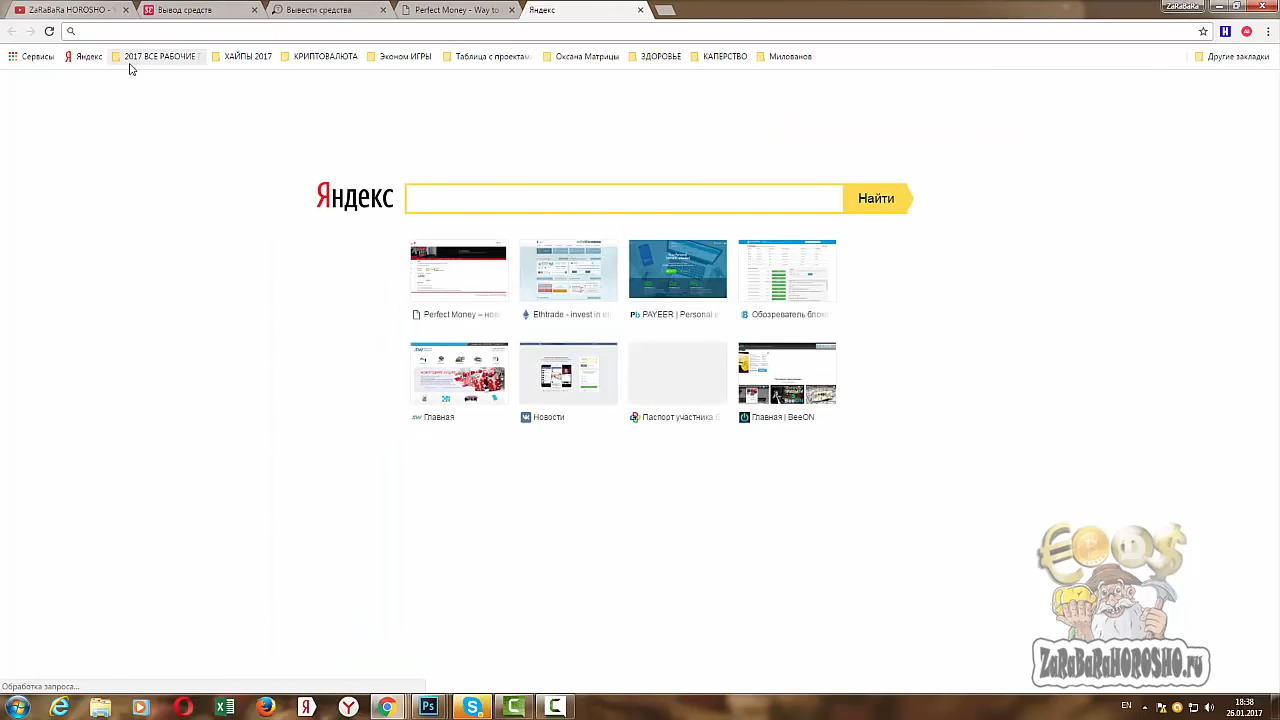 ZaRaBaRa HOROSHO -
Вывод средств
Вывести средства
Perfect Money - Way to
Яндекс
ZaRaBaRa
Сервисы
Яндекс
2017 ВСЕ РАБОЧИЕ
ХАЙПЫ 2017
КРИПТОВАЛЮТА
Эконом ИГРЫ
Таблица с проектам
Оксана Матрицы
ЗДОРОВЬЕ
КАПЕРСТВО
Милованов
Другие закладки
Яндекс
Найти
Perfect Money – нов
Ethtrade - invest in et
PAYEER | Personal e
Обозреватель блок
Главная
Новости
Паспорт участника
Главная | BeeON
ZaRaBaRaHOROSHO.ru
Обработка запроса...
EN
18:38
26.01.2017